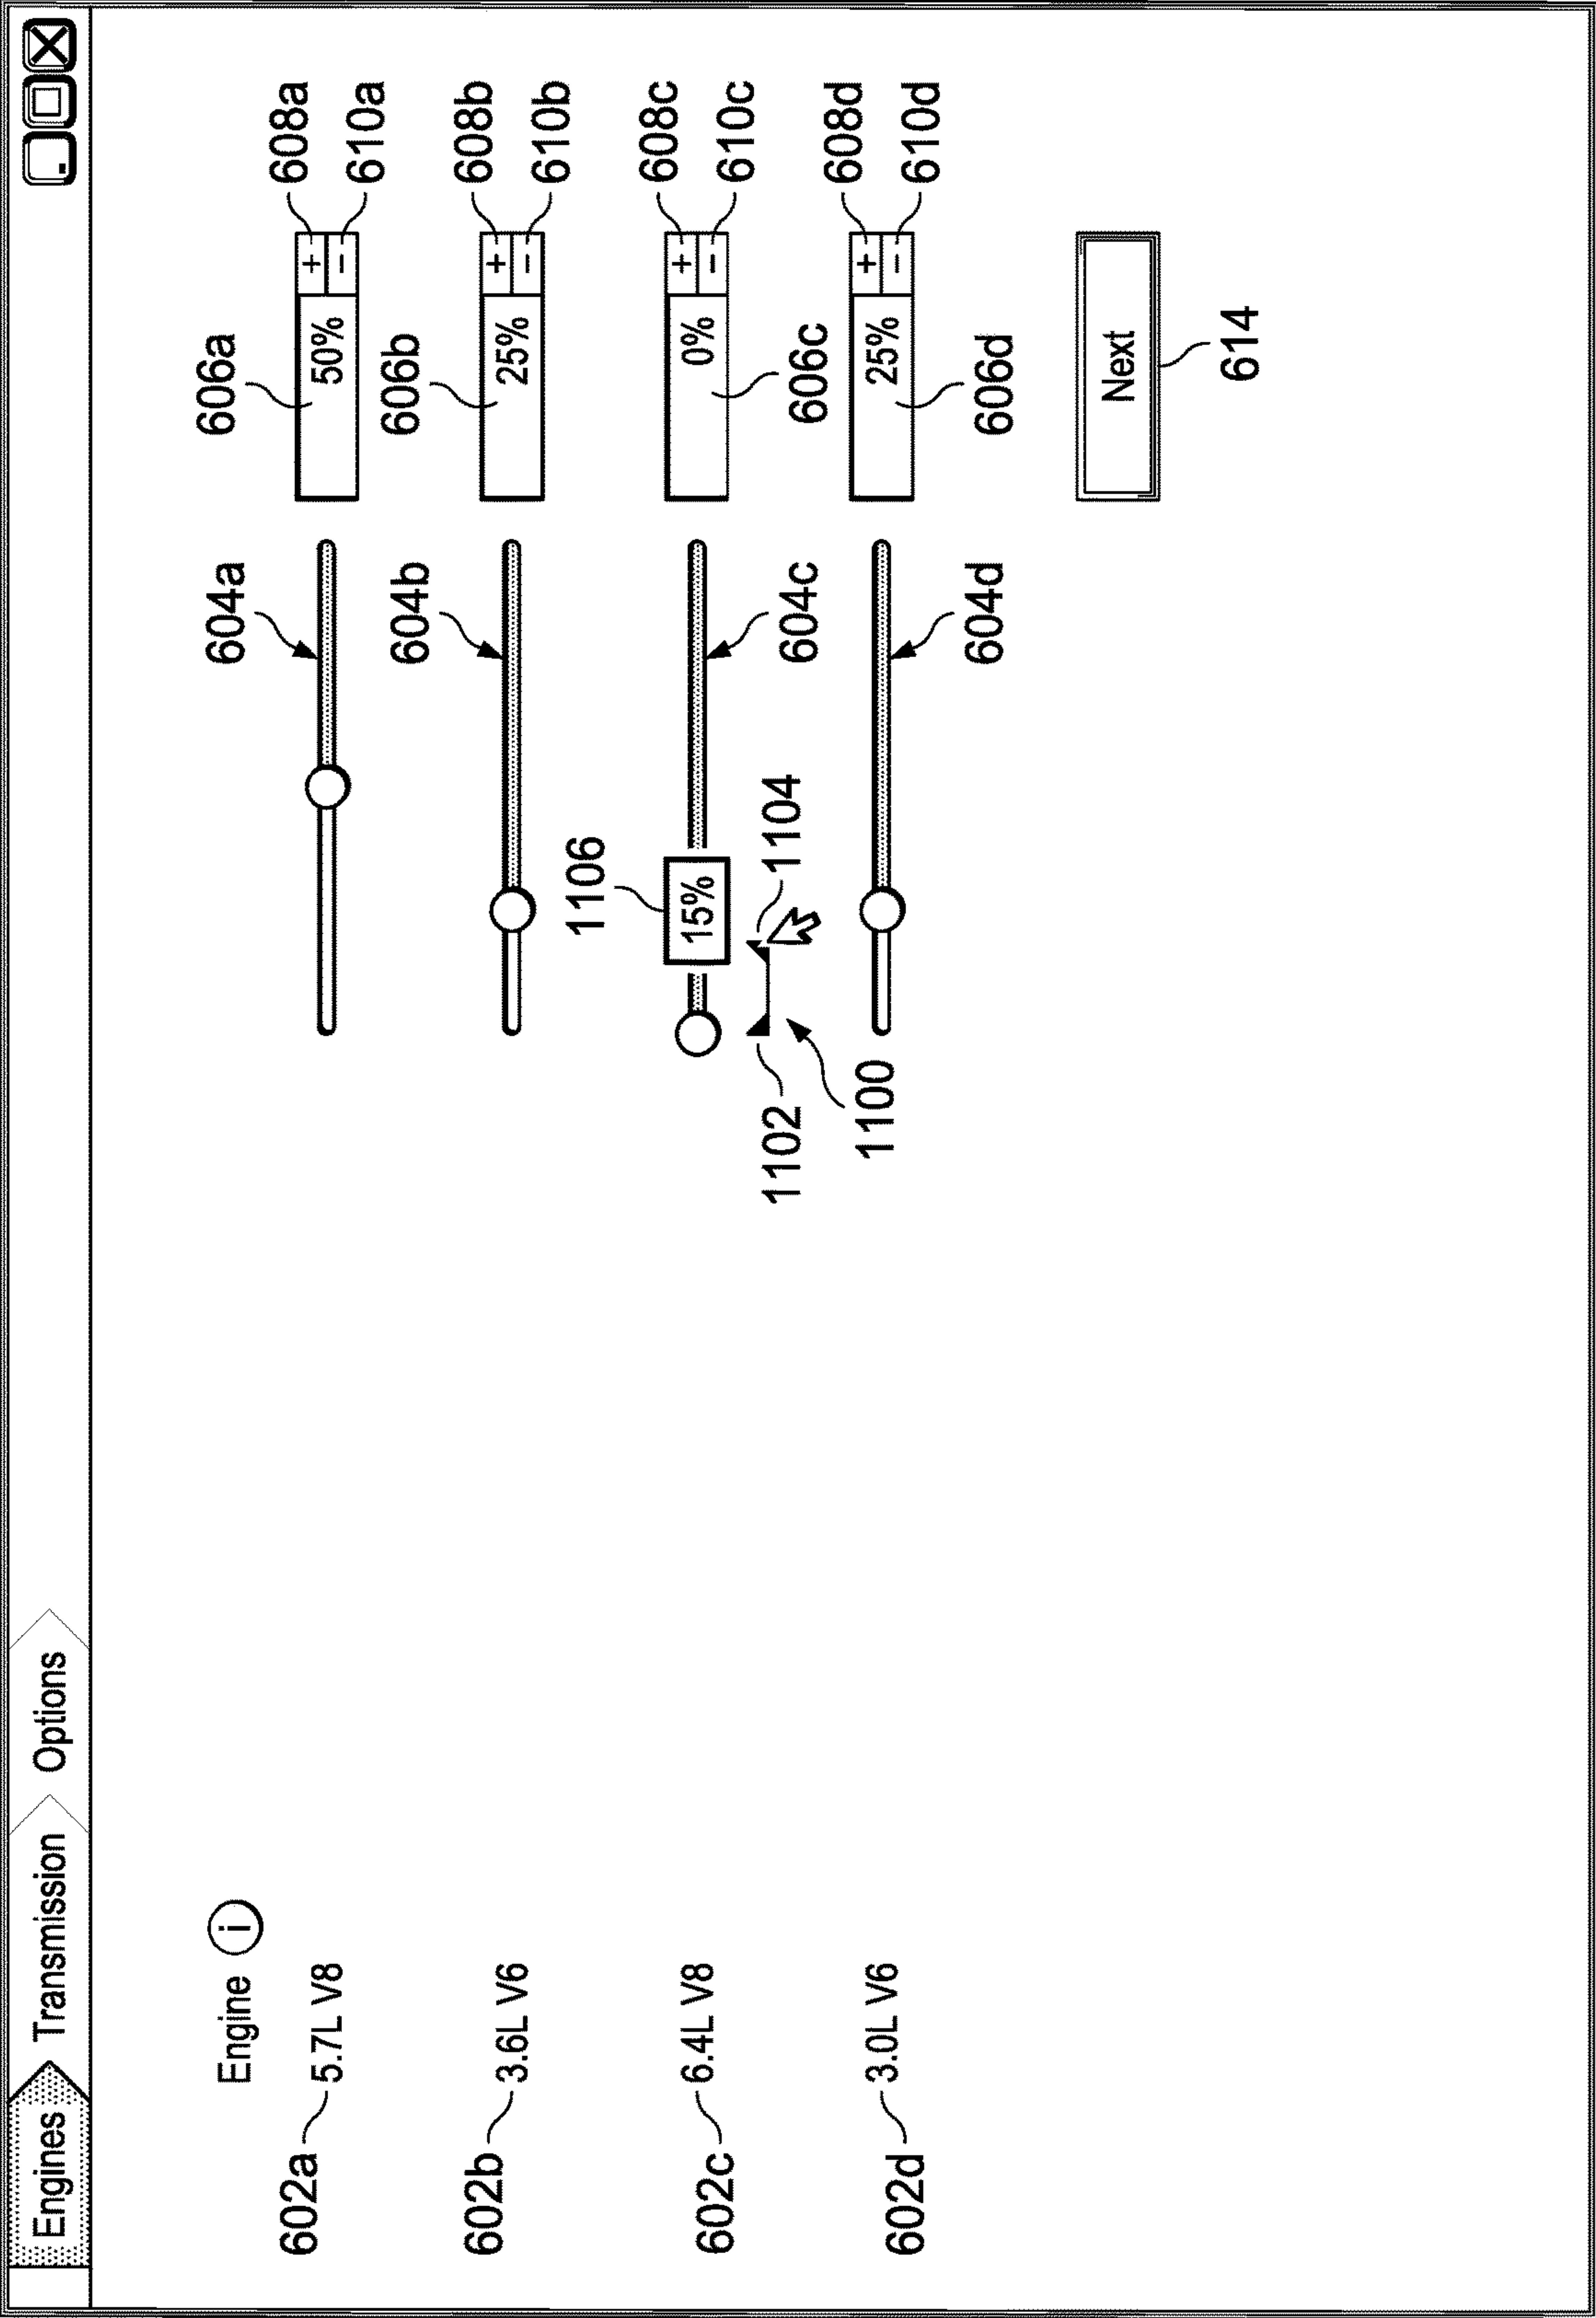 Engines Transmission Options
Engine i
602a 5.7L V8 604a 606a 50% + - 608a 610a
602b 3.6L V6 604b 606b 25% + - 608b 610b
602c 6.4L V8 1106 15% 604c 0% 606c + - 608c 610c
1102 1104
1100
602d 3.0L V6 604d 25% 606d + - 608d 610d
Next
614